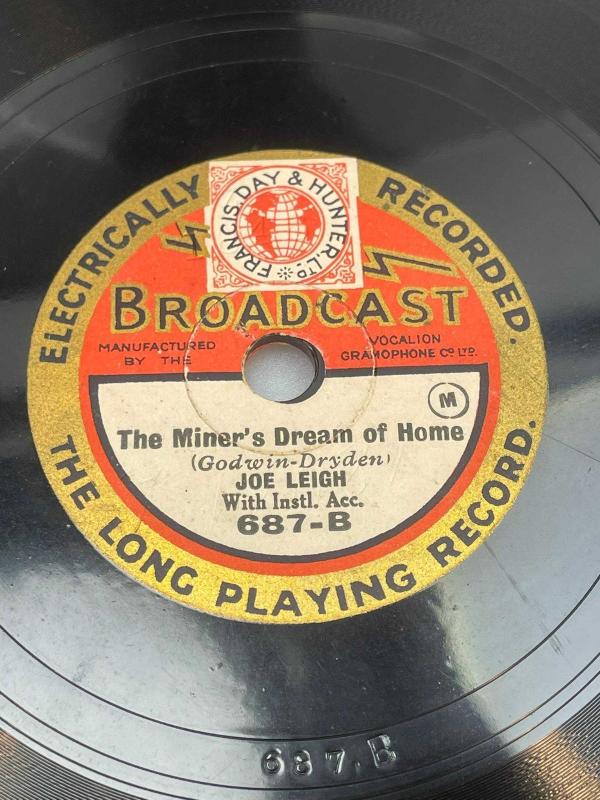 ELECTRICALLY RECORDED.
FRANCIS, DAY & HUNTER, LTD.
BROADCAST
MANUFACTURED BY THE
VOCALION GRAMOPHONE CO LTD.
M
The Miner's Dream of Home
(Godwin-Dryden)
JOE LEIGH
With Instl. Acc.
687-B
THE LONG PLAYING RECORD.
687.B